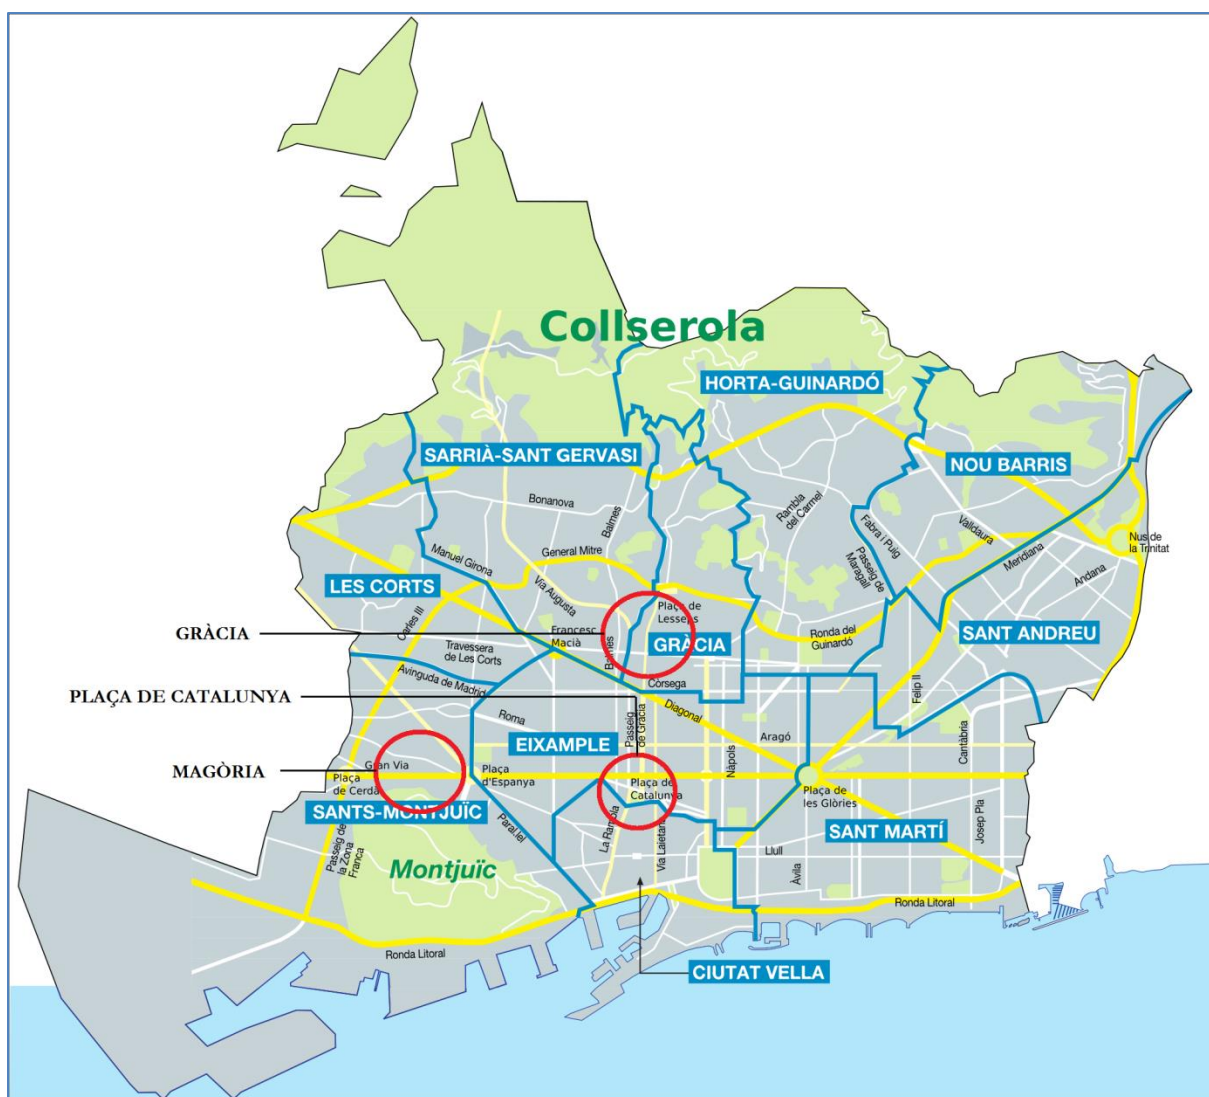 Collserola
HORTA-GUINARDÓ
SARRIÀ-SANT GERVASI
NOU BARRIS
Bonanova
Balmes
Rambla
del Carmel
Fabra i Puig
Valldaura
Nus de
la Trinitat
General Mitre
Manuel Girona
Passeig de
Maragall
Meridiana
Andana
LES CORTS
Via Augusta
Carles III
Plaça de
Lesseps
GRÀCIA
Francesc
Macià
Balmes
GRÀCIA
Ronda del
Guinardó
SANT ANDREU
Travessera
de Les Corts
Avinguda de Madrid
Còrsega
Felip II
PLAÇA DE CATALUNYA
Diagonal
Roma
Passeig
de Gràcia
EIXAMPLE
Aragó
Cantàbria
Nàpols
MAGÒRIA
Gran Via
Plaça
de Cerdà
Plaça
d'Espanya
Plaça de
Catalunya
Plaça de
les Glòries
SANTS-MONTJUÏC
Paral.lel
La Rambla
Via Laietana
SANT MARTÍ
Josep Pla
Passeig de
la Zona
Franca
Llull
Àvila
Montjuïc
Ronda Litoral
Ronda Litoral
CIUTAT VELLA